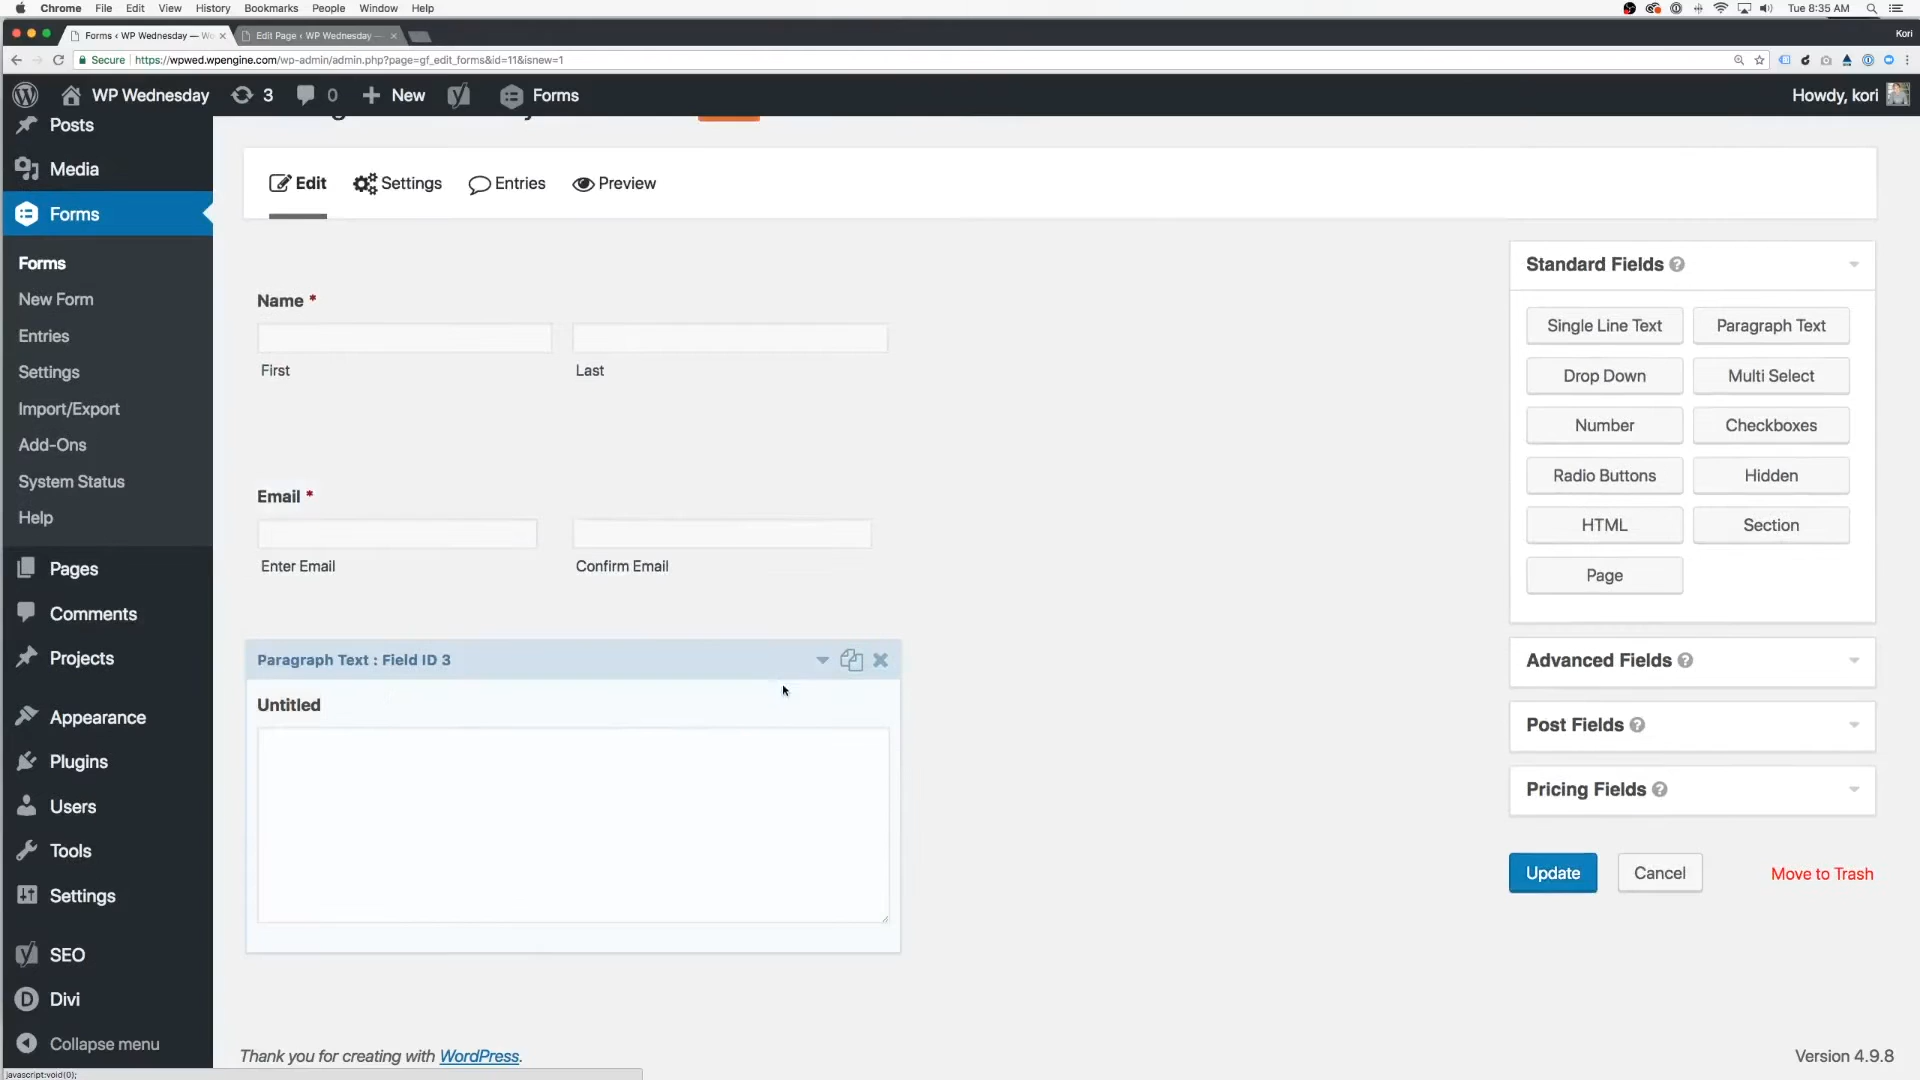 Chrome File Edit View History Bookmarks People Window Help Tue 8:35 AM
Forms ‹ WP Wednesday — Wo × Edit Page ‹ WP Wednesday — × Kori
Secure https://wpwed.wpengine.com/wp-admin/admin.php?page=gf_edit_forms&id=11&isnew=1
WP Wednesday 3 0 New Forms Howdy, kori
Posts
Media
Forms
Forms
New Form
Entries
Settings
Import/Export
Add-Ons
System Status
Help
Pages
Comments
Projects
Appearance
Plugins
Users
Tools
Settings
SEO
Divi
Collapse menu
javascript:void(0);
Edit Settings Entries Preview
Name *
First Last
Email *
Enter Email Confirm Email
Paragraph Text : Field ID 3
Untitled
Standard Fields
Single Line Text Paragraph Text
Drop Down Multi Select
Number Checkboxes
Radio Buttons Hidden
HTML Section
Page
Advanced Fields
Post Fields
Pricing Fields
Update Cancel Move to Trash
Thank you for creating with WordPress. Version 4.9.8